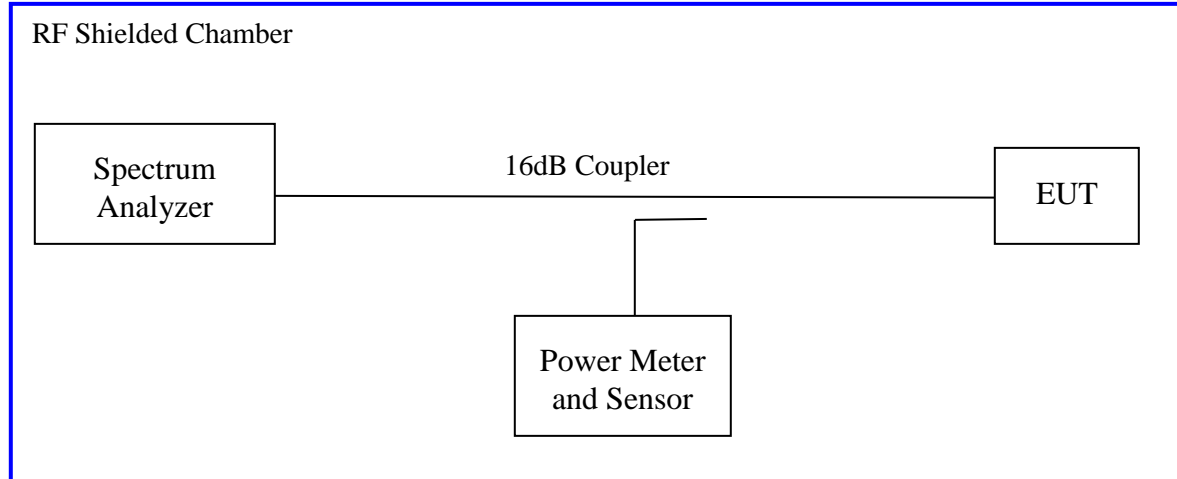 RF Shielded Chamber
Spectrum
Analyzer
16dB Coupler
EUT
Power Meter
and Sensor